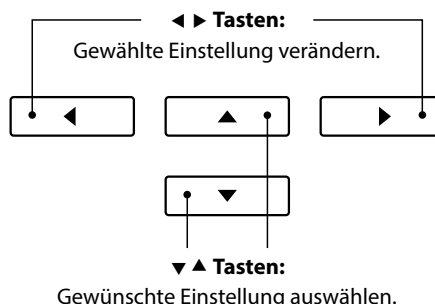 ◀ ▶ Tasten:
Gewählte Einstellung verändern.
◀ ▲ ▶
▼
▼ ▲ Tasten:
Gewünschte Einstellung auswählen.